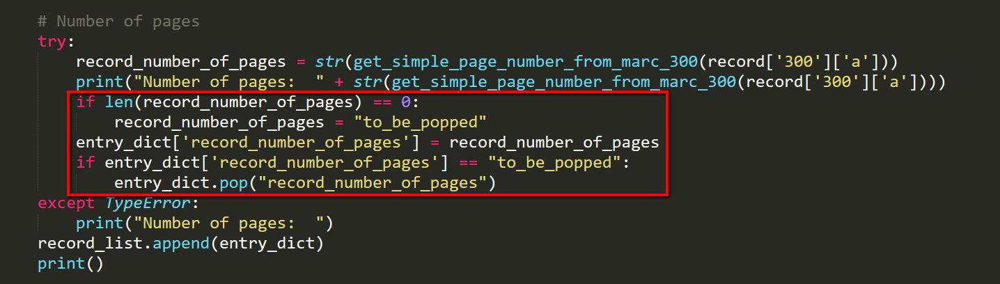 # Number of pages
try:
    record_number_of_pages = str(get_simple_page_number_from_marc_300(record['300']['a']))
    print("Number of pages:  " + str(get_simple_page_number_from_marc_300(record['300']['a'])))
    if len(record_number_of_pages) == 0:
        record_number_of_pages = "to_be_popped"
    entry_dict['record_number_of_pages'] = record_number_of_pages
    if entry_dict['record_number_of_pages'] == "to_be_popped":
        entry_dict.pop("record_number_of_pages")
except TypeError:
    print("Number of pages:  ")
record_list.append(entry_dict)
print()